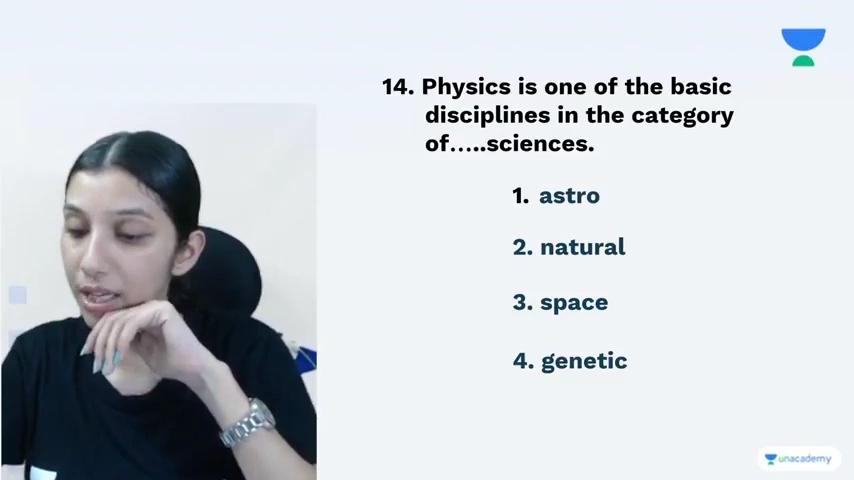 14. Physics is one of the basic
disciplines in the category
of.....sciences.
1. astro
2. natural
3. space
4. genetic
unacademy